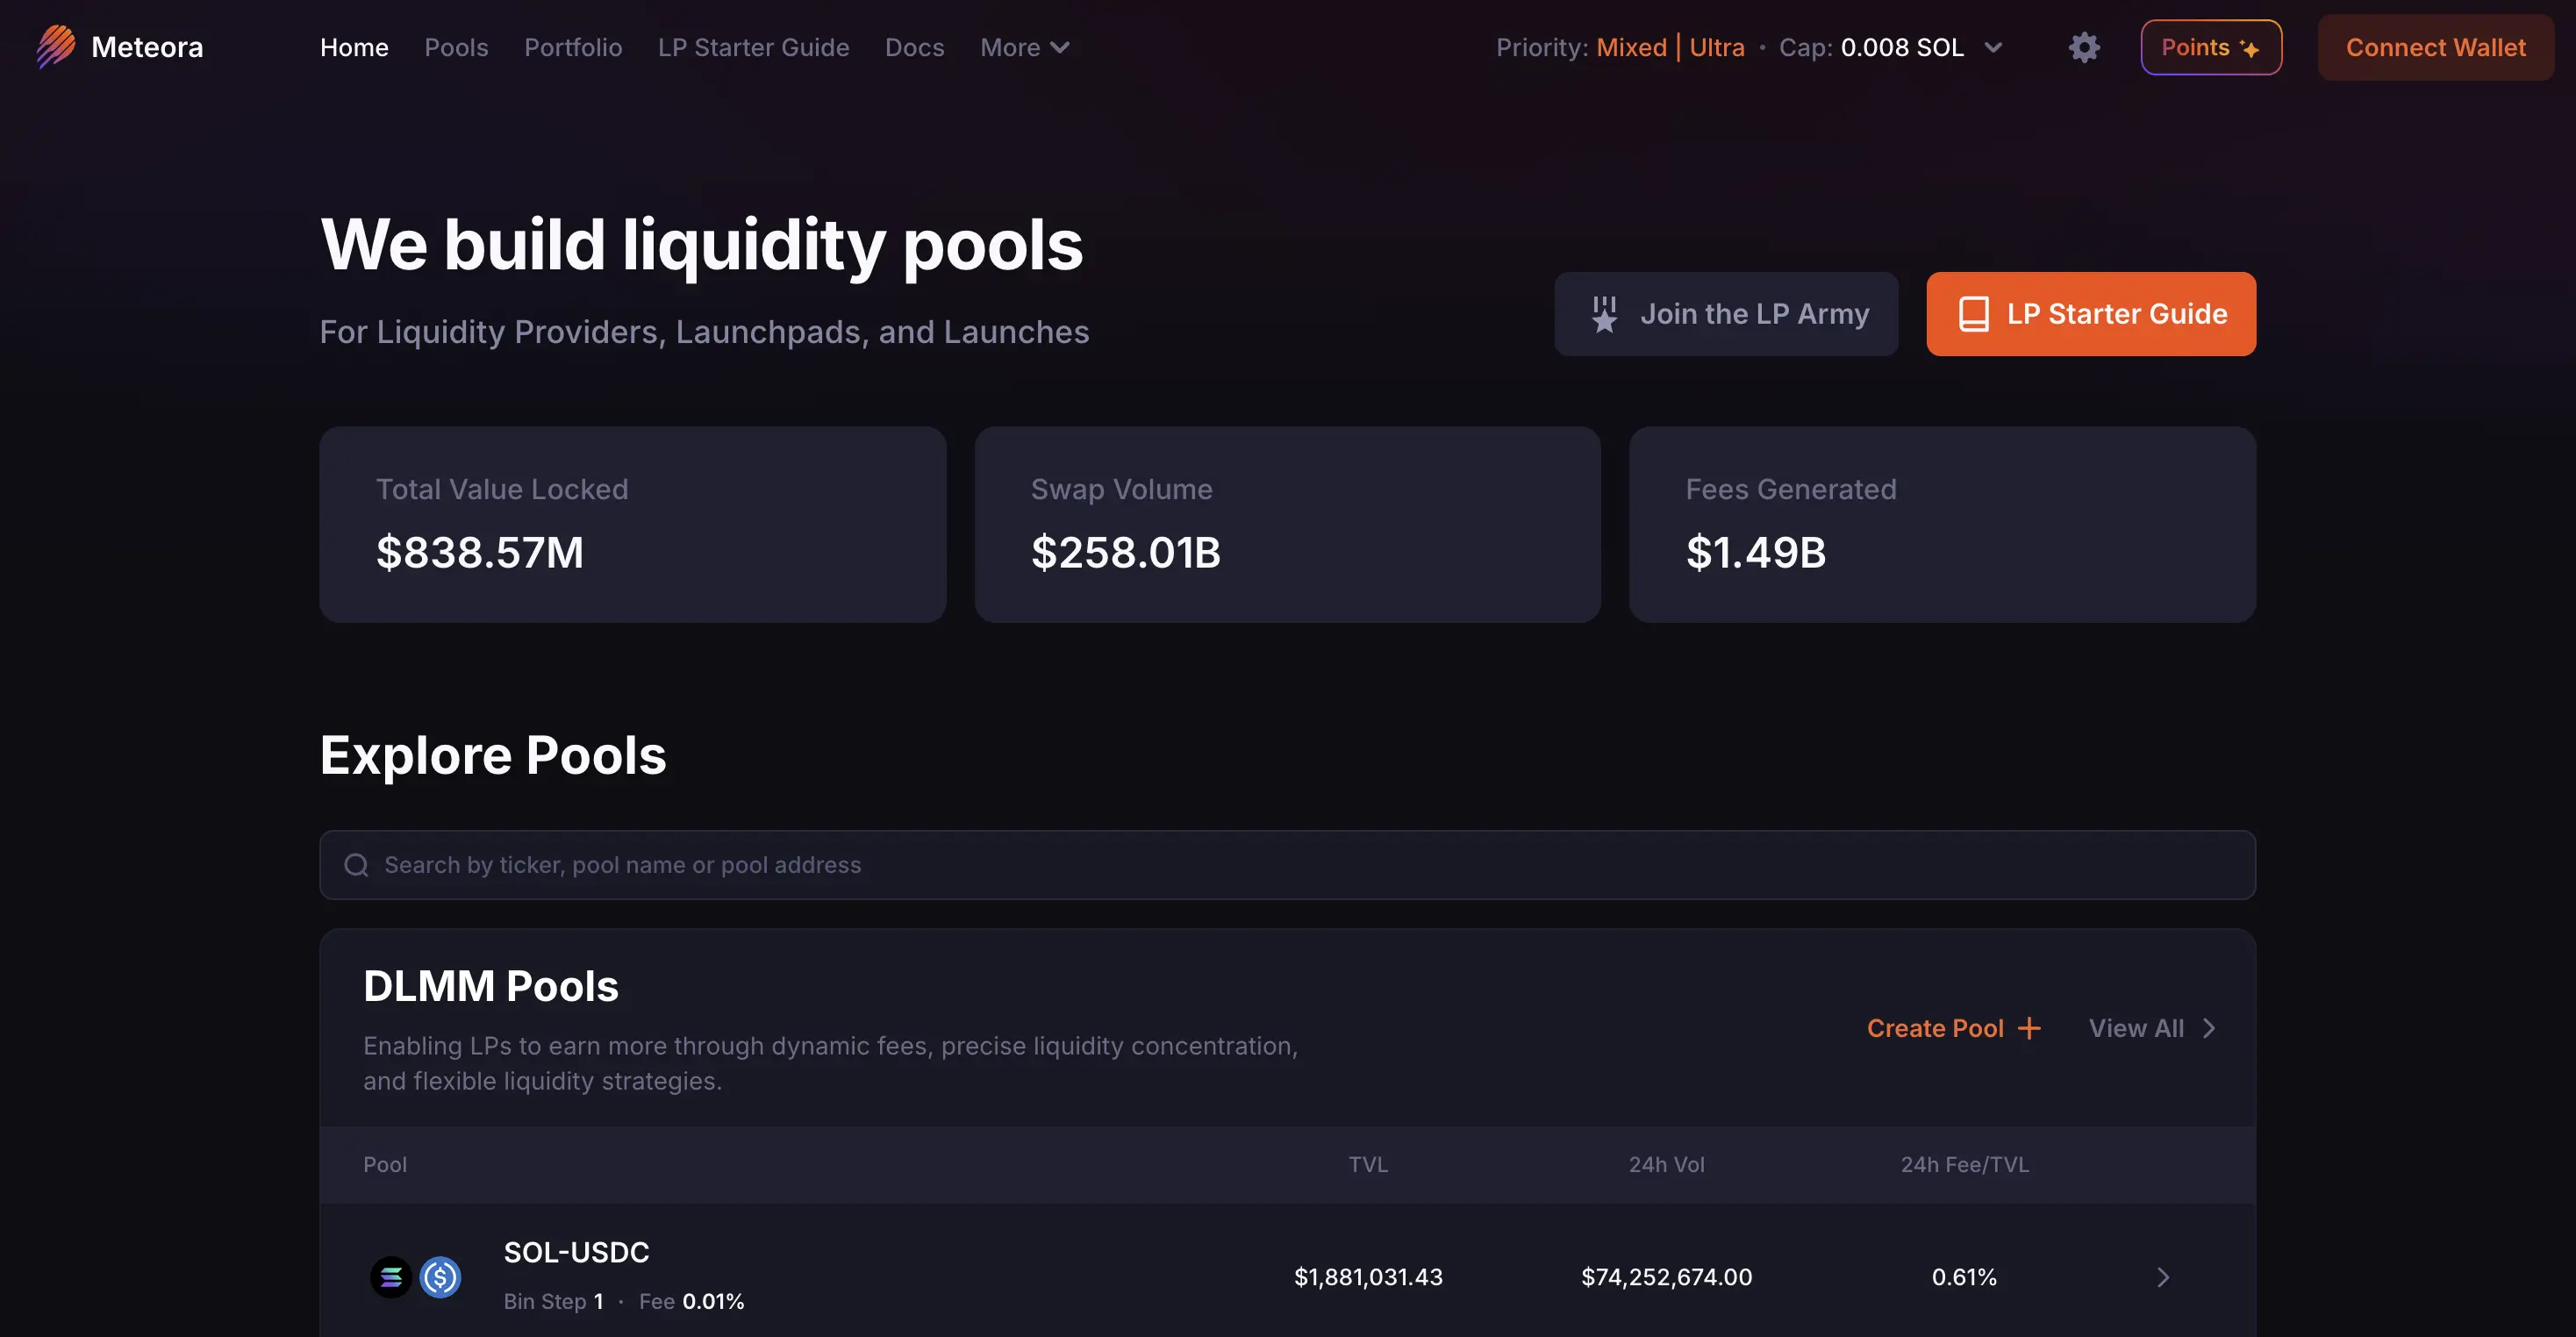 Meteora
Home Pools Portfolio LP Starter Guide Docs More
Priority: Mixed | Ultra • Cap: 0.008 SOL
Points
Connect Wallet
We build liquidity pools
For Liquidity Providers, Launchpads, and Launches
Join the LP Army
LP Starter Guide
Total Value Locked
$838.57M
Swap Volume
$258.01B
Fees Generated
$1.49B
Explore Pools
Search by ticker, pool name or pool address
DLMM Pools
Enabling LPs to earn more through dynamic fees, precise liquidity concentration,
and flexible liquidity strategies.
Create Pool +
View All
Pool TVL 24h Vol 24h Fee/TVL
SOL-USDC
Bin Step 1 · Fee 0.01%
$1,881,031.43 $74,252,674.00 0.61%